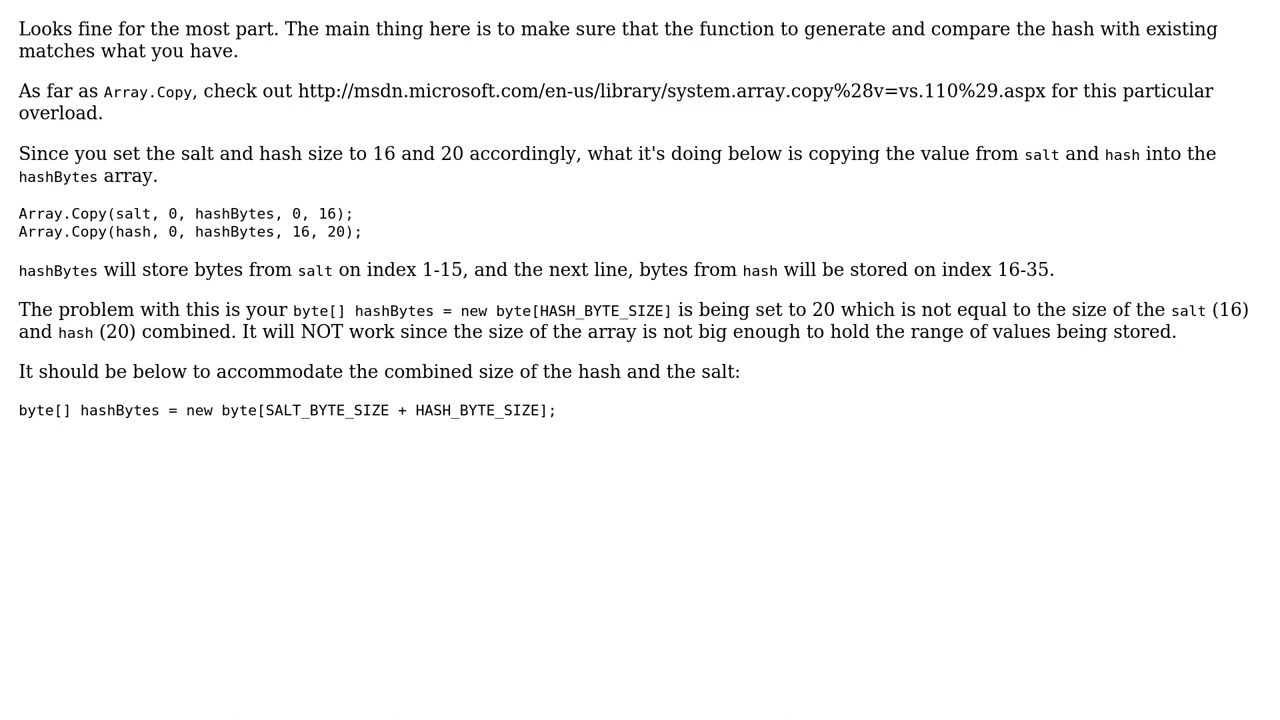 Looks fine for the most part. The main thing here is to make sure that the function to generate and compare the hash with existing
matches what you have.
As far as Array.Copy, check out http://msdn.microsoft.com/en-us/library/system.array.copy%28v=vs.110%29.aspx for this particular
overload.
Since you set the salt and hash size to 16 and 20 accordingly, what it's doing below is copying the value from salt and hash into the
hashBytes array.
Array.Copy(salt, 0, hashBytes, 0, 16);
Array.Copy(hash, 0, hashBytes, 16, 20);
hashBytes will store bytes from salt on index 1-15, and the next line, bytes from hash will be stored on index 16-35.
The problem with this is your byte[] hashBytes = new byte[HASH_BYTE_SIZE] is being set to 20 which is not equal to the size of the salt (16)
and hash (20) combined. It will NOT work since the size of the array is not big enough to hold the range of values being stored.
It should be below to accommodate the combined size of the hash and the salt:
byte[] hashBytes = new byte[SALT_BYTE_SIZE + HASH_BYTE_SIZE];